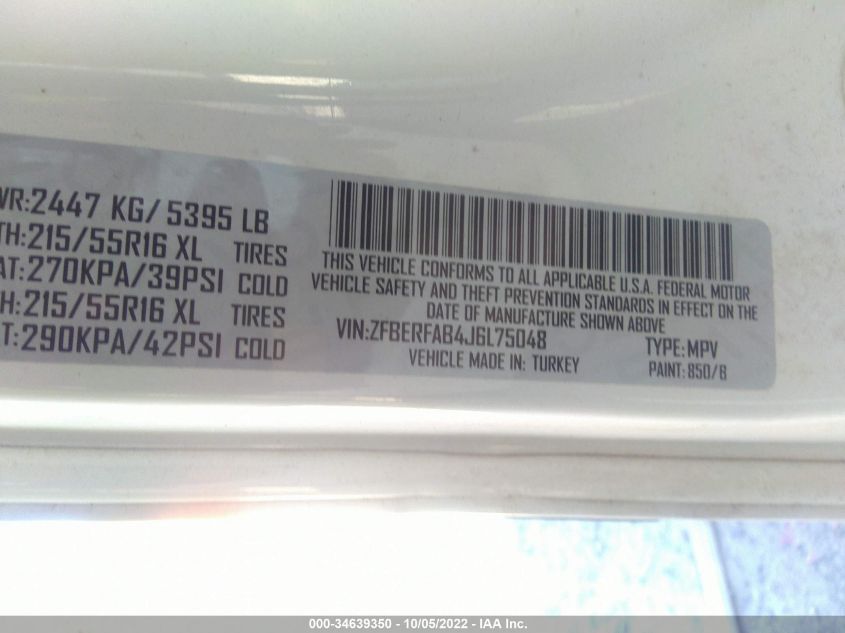 WR:2447 KG/ 5395 LB
TH:215/55R16 XL TIRES
AT:270KPA/39PSI COLD
H:215/55R16 XL TIRES
T:290KPA/42PSI COLD
THIS VEHICLE CONFORMS TO ALL APPLICABLE U.S.A. FEDERAL MOTOR
VEHICLE SAFETY AND THEFT PREVENTION STANDARDS IN EFFECT ON THE
DATE OF MANUFACTURE SHOWN ABOVE
VIN:ZFBERFAB4J6L75048 TYPE:MPV
VEHICLE MADE IN: TURKEY PAINT:850/6
000-34639350 - 10/05/2022 - IAA Inc.